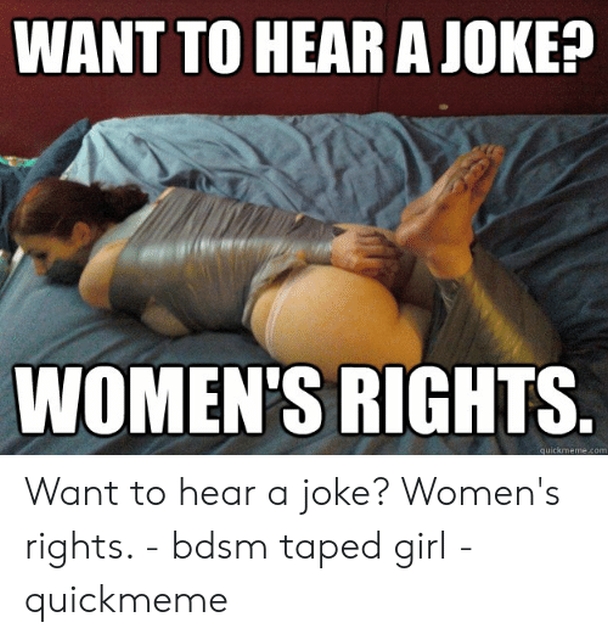 WANT TO HEAR A JOKE?
WOMEN'S RIGHTS.
quickmeme.com
Want to hear a joke? Women's
rights. - bdsm taped girl -
quickmeme